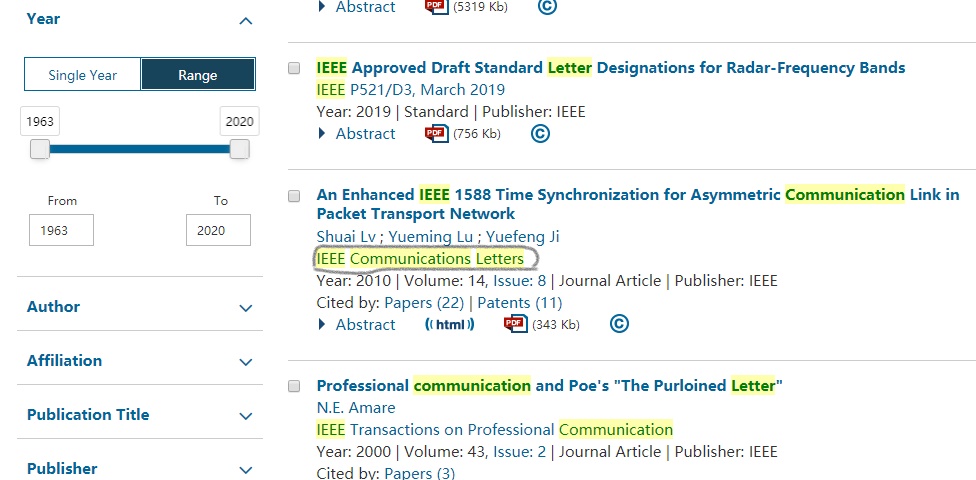 Year
Single Year Range
1963 2020
From To
1963 2020
Author
Affiliation
Publication Title
Publisher
Abstract PDF (5319 Kb) ©
IEEE Approved Draft Standard Letter Designations for Radar-Frequency Bands
IEEE P521/D3, March 2019
Year: 2019 | Standard | Publisher: IEEE
Abstract PDF (756 Kb) ©
An Enhanced IEEE 1588 Time Synchronization for Asymmetric Communication Link in
Packet Transport Network
Shuai Lv ; Yueming Lu ; Yuefeng Ji
IEEE Communications Letters
Year: 2010 | Volume: 14, Issue: 8 | Journal Article | Publisher: IEEE
Cited by: Papers (22) | Patents (11)
Abstract ((html)) PDF (343 Kb) ©
Professional communication and Poe's "The Purloined Letter"
N.E. Amare
IEEE Transactions on Professional Communication
Year: 2000 | Volume: 43, Issue: 2 | Journal Article | Publisher: IEEE
Cited by: Papers (3)